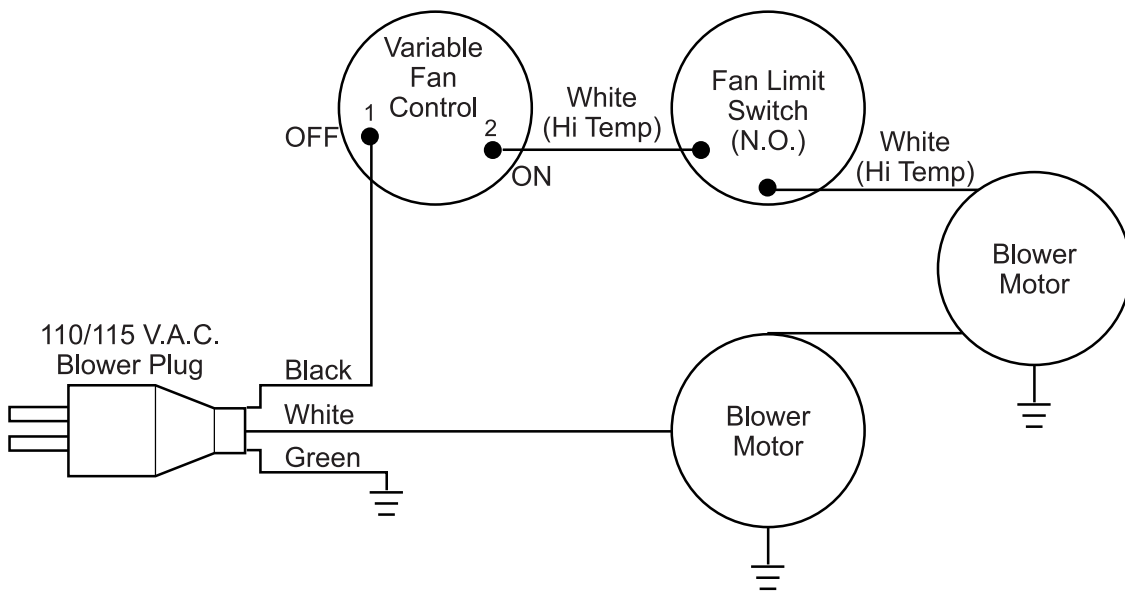 Variable
Fan
Control
1
2
OFF
ON
White
(Hi Temp)
Fan Limit
Switch
(N.O.)
White
(Hi Temp)
Blower
Motor
110/115 V.A.C.
Blower Plug
Black
White
Green
Blower
Motor